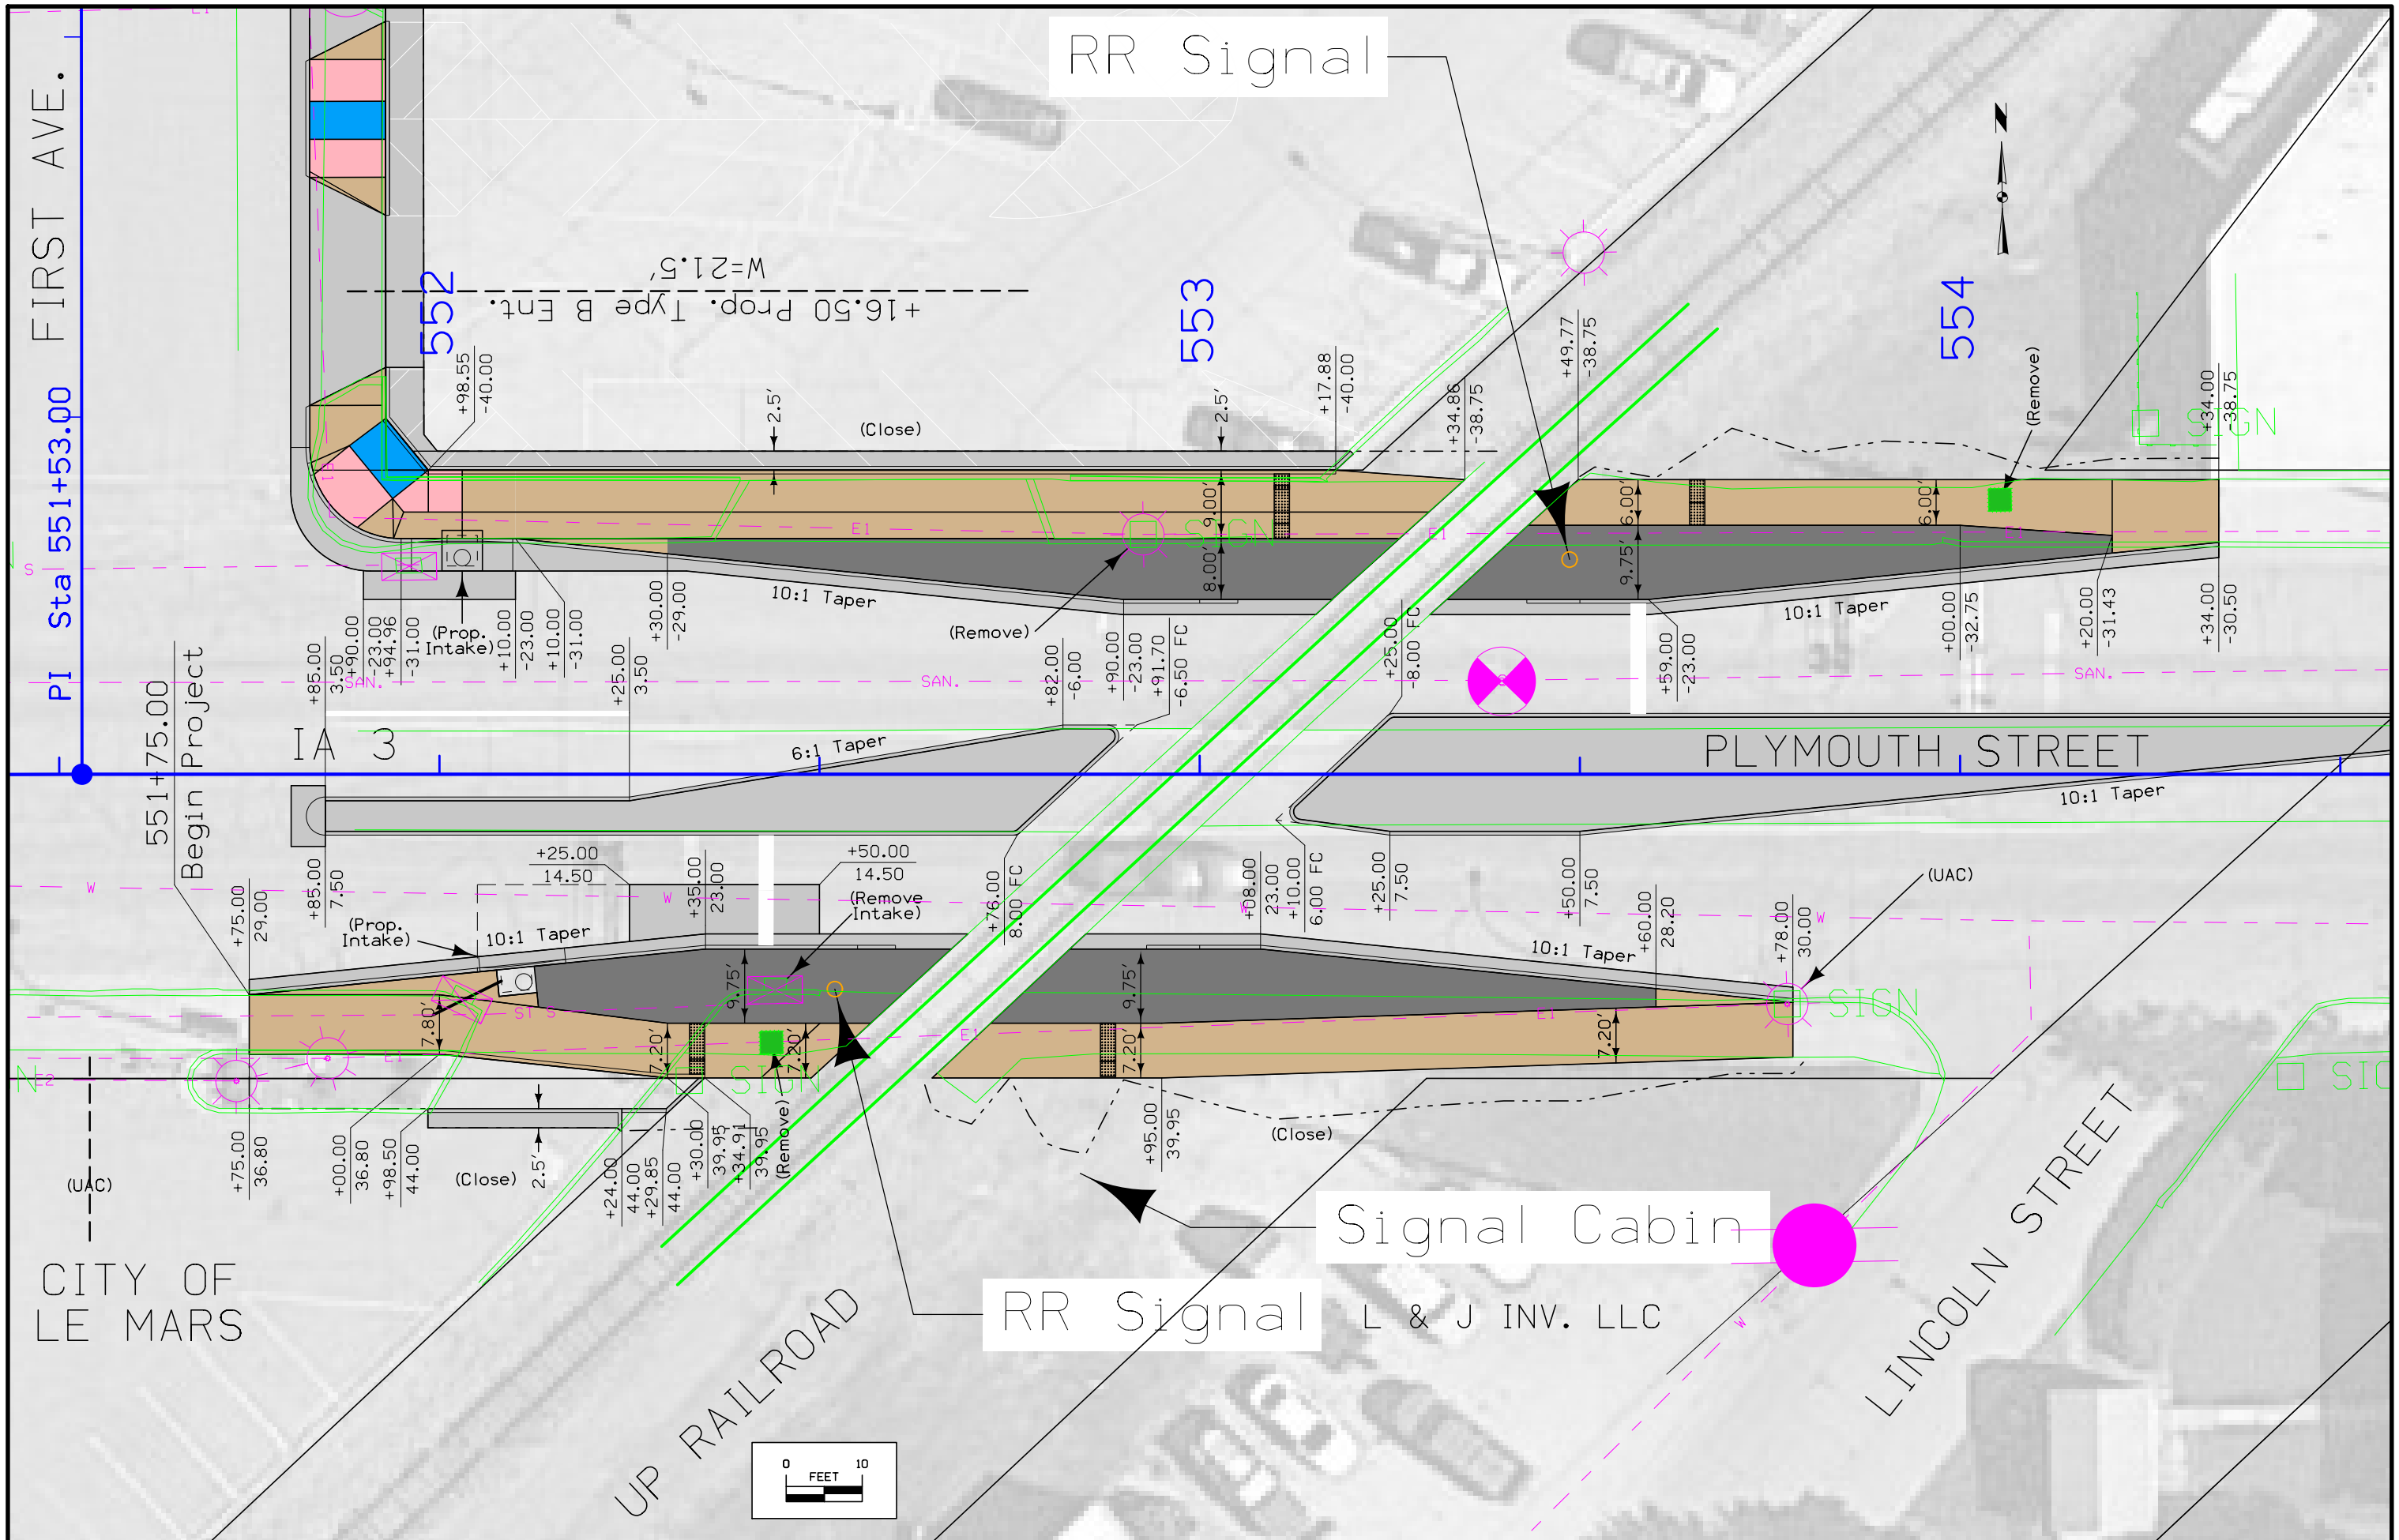 E1
RR Signal
FIRST AVE.
W=21.5'
+16.50 Prop. Type B Ent.
552
553
554
+98.55
-40.00
2.5'
(Close)
2.5'
+17.88
-40.00
+34.86
-38.75
+49.77
-38.75
(Remove)
+34.00
-38.75
SIGN
PI Sta 551+53.00
E1
E1
SIGN
E1
E1
9.00'
8.00'
6.00'
9.75'
6.00'
S
10:1 Taper
(Remove)
10:1 Taper
(Prop.
Intake)
+85.00
3.50
+90.00
-23.00
+94.96
-31.00
+10.00
-23.00
+10.00
-31.00
+30.00
-29.00
+25.00
3.50
+82.00
-6.00
+90.00
-23.00
+91.70
-6.50 FC
+25.00
-8.00 FC
+59.00
-23.00
+00.00
-32.75
+20.00
-31.43
+34.00
-30.50
SAN.
SAN.
SAN.
551+75.00
Begin Project
IA 3
6:1 Taper
PLYMOUTH STREET
10:1 Taper
W
+75.00
29.00
+85.00
7.50
+25.00
14.50
W
+35.00
23.00
+50.00
14.50
(Remove
Intake)
+76.00
8.00 FC
W
+08.00
23.00
+10.00
6.00 FC
+25.00
7.50
+50.00
7.50
+60.00
28.20
+78.00
30.00
W
(UAC)
(Prop.
Intake)
10:1 Taper
10:1 Taper
9.75'
9.75'
ST S
7.80'
7.20'
7.20'
7.20'
7.20'
E1
E1
E1
SIGN
SIGN
SIG
N
E2
(UAC)
+75.00
36.80
+00.00
36.80
+98.50
44.00
(Close)
2.5'
+24.00
44.00
+29.85
44.00
+30.00
39.95
+34.91
39.95
(Remove)
+95.00
39.95
(Close)
Signal Cabin
CITY OF
LE MARS
RR Signal
L & J INV. LLC
W
UP RAILROAD
LINCOLN STREET
0 10
FEET